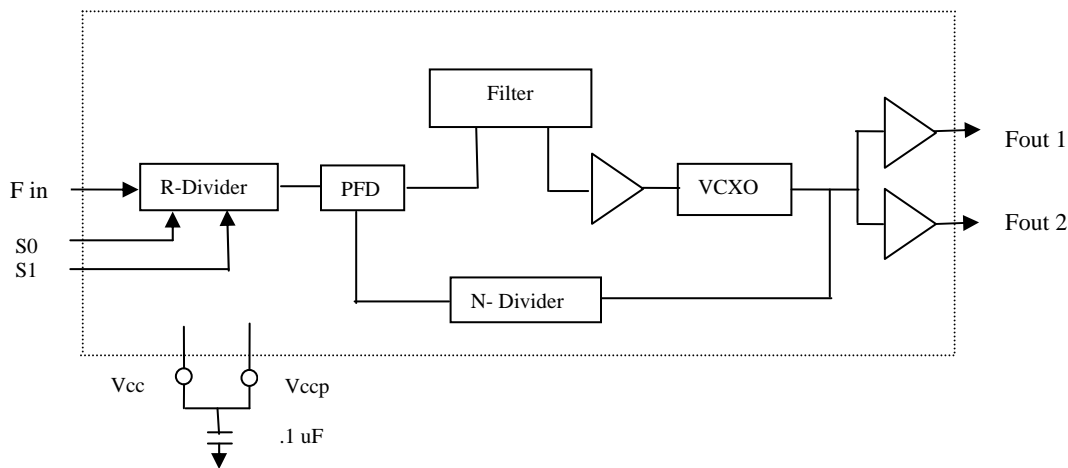 Filter
Fout 1
F in
R-Divider
PFD
VCXO
Fout 2
S0
S1
N- Divider
Vcc
Vccp
.1 uF